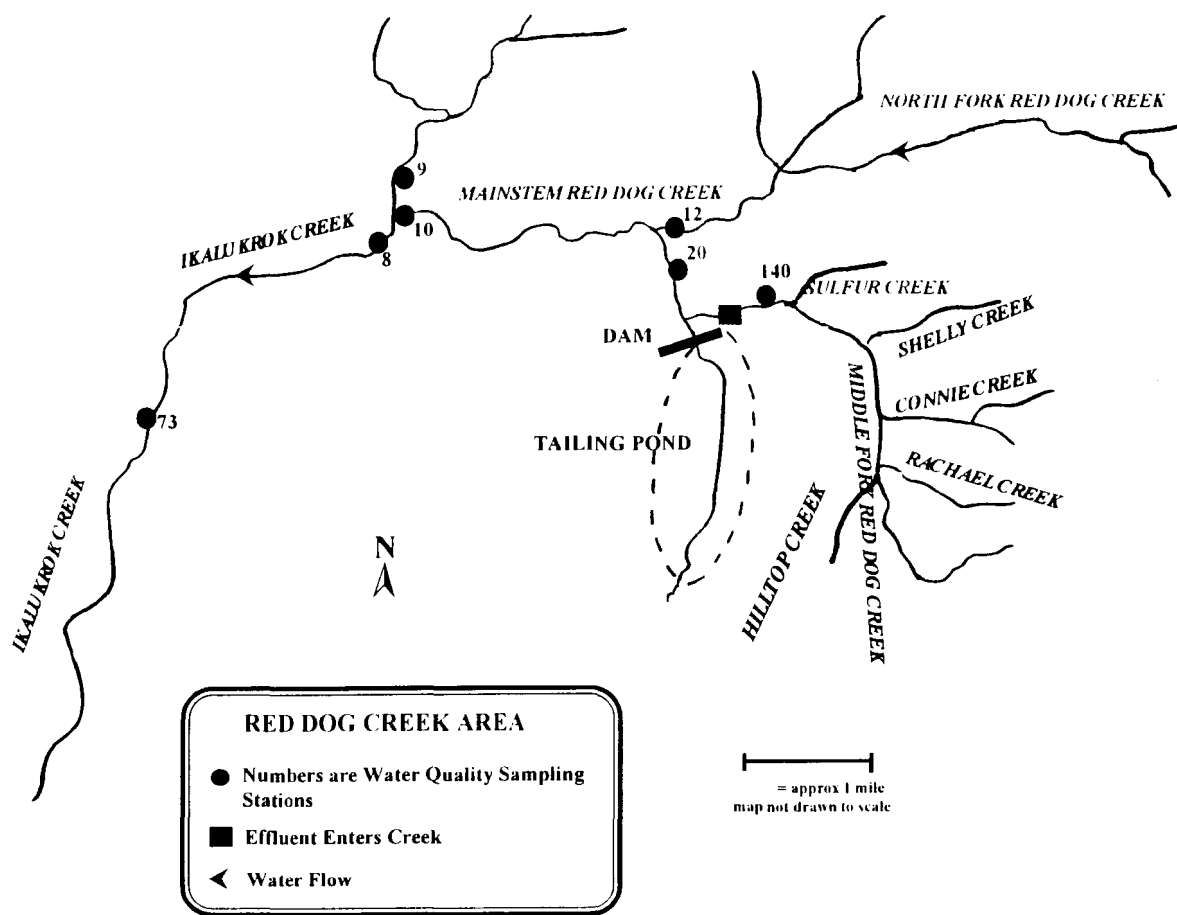 NORTH FORK RED DOG CREEK
9
MAINSTEM RED DOG CREEK
12
10
IKALUKROK CREEK
8
20
140
SULFUR CREEK
DAM
SHELLY CREEK
MIDDLE FORK RED DOG CREEK
CONNIE CREEK
73
TAILING POND
RACHAEL CREEK
HILLTOP CREEK
IKALUKROK CREEK
N
RED DOG CREEK AREA
Numbers are Water Quality Sampling
Stations
Effluent Enters Creek
Water Flow
= approx 1 mile
map not drawn to scale